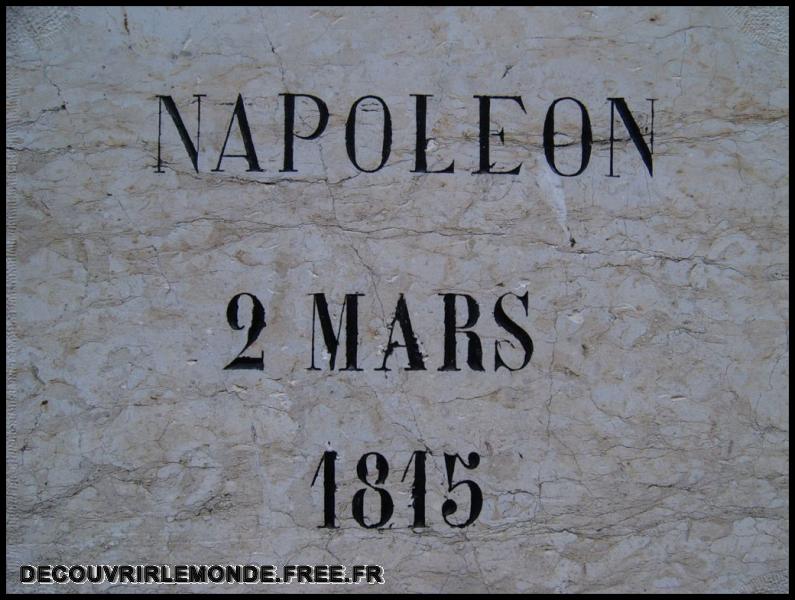 NAPOLEON
2 MARS
1815
DECOUVRIRLEMONDE.FREE.FR